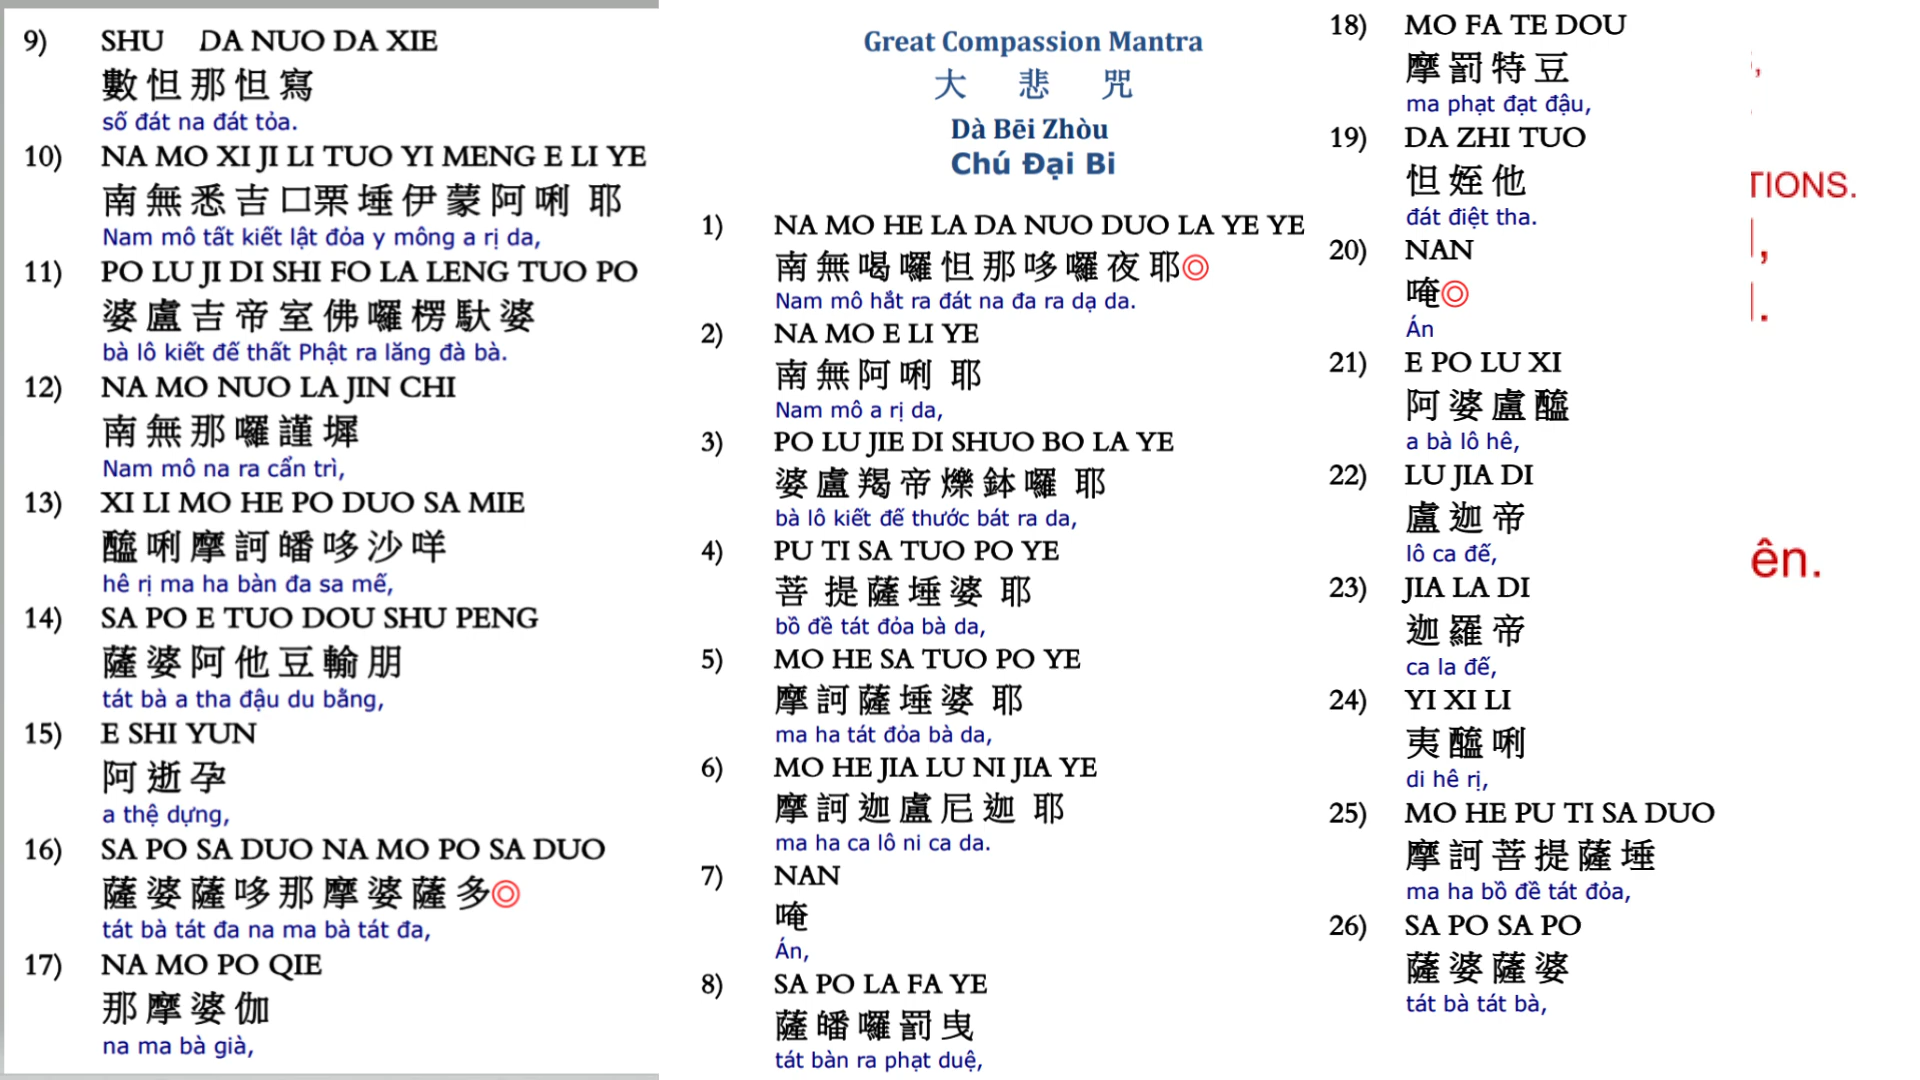 9) SHU DA NUO DA XIE
數 怛 那 怛 寫
số đát na đát tỏa.
10) NA MO XI JI LI TUO YI MENG E LI YE
南 無 悉 吉 口栗 埵 伊 蒙 阿 唎 耶
Nam mô tất kiết lật đỏa y mông a rị da,
11) PO LU JI DI SHI FO LA LENG TUO PO
婆 盧 吉 帝 室 佛 囉 楞 馱 婆
bà lô kiết đế thất Phật ra lăng đà bà.
12) NA MO NUO LA JIN CHI
南 無 那 囉 謹 墀
Nam mô na ra cẩn trì,
13) XI LI MO HE PO DUO SA MIE
醯 唎 摩 訶 皤 哆 沙 咩
hê rị ma ha bàn đa sa mế,
14) SA PO E TUO DOU SHU PENG
薩 婆 阿 他 豆 輸 朋
tát bà a tha đậu du bằng,
15) E SHI YUN
阿 逝 孕
a thệ dựng,
16) SA PO SA DUO NA MO PO SA DUO
薩 婆 薩 哆 那 摩 婆 薩 多◎
tát bà tát đa na ma bà tát đa,
17) NA MO PO QIE
那 摩 婆 伽
na ma bà già,
Great Compassion Mantra
大 悲 咒
Dà Bēi Zhòu
Chú Đại Bi
1) NA MO HE LA DA NUO DUO LA YE YE
南 無 喝 囉 怛 那 哆 囉 夜 耶◎
Nam mô hắt ra đát na đa ra dạ da.
2) NA MO E LI YE
南 無 阿 唎 耶
Nam mô a rị da,
3) PO LU JIE DI SHUO BO LA YE
婆 盧 羯 帝 爍 鉢 囉 耶
bà lô kiết đế thước bát ra da,
4) PU TI SA TUO PO YE
菩 提 薩 埵 婆 耶
bồ đề tát đỏa bà da,
5) MO HE SA TUO PO YE
摩 訶 薩 埵 婆 耶
ma ha tát đỏa bà da,
6) MO HE JIA LU NI JIA YE
摩 訶 迦 盧 尼 迦 耶
ma ha ca lô ni ca da.
7) NAN
唵
Án,
8) SA PO LA FA YE
薩 皤 囉 罰 曳
tát bàn ra phạt duệ,
18) MO FA TE DOU
摩 罰 特 豆
ma phạt đạt đậu,
19) DA ZHI TUO
怛 姪 他
đát điệt tha.
20) NAN
唵◎
Án
21) E PO LU XI
阿 婆 盧 醯
a bà lô hê,
22) LU JIA DI
盧 迦 帝
lô ca đế,
23) JIA LA DI
迦 羅 帝
ca la đế,
24) YI XI LI
夷 醯 唎
di hê rị,
25) MO HE PU TI SA DUO
摩 訶 菩 提 薩 埵
ma ha bồ đề tát đỏa,
26) SA PO SA PO
薩 婆 薩 婆
tát bà tát bà,
TIONS.
ên.